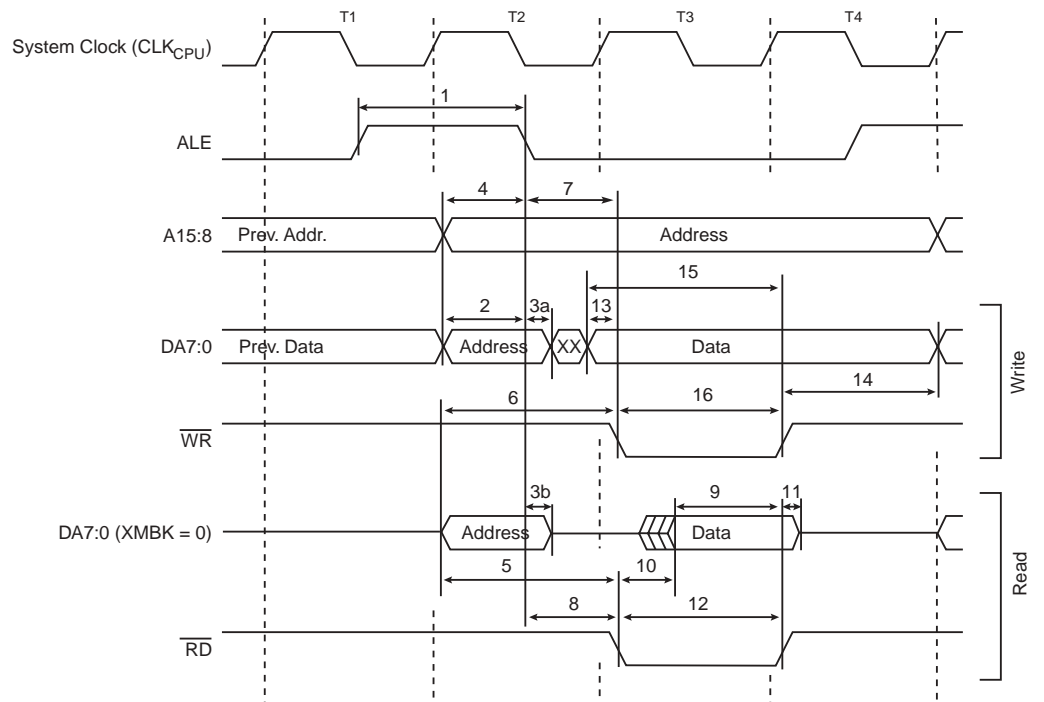 T1 T2 T3 T4
System Clock (CLKCPU)
1
ALE
4 7
A15:8 Prev. Addr. Address
15
2 3a 13
DA7:0 Prev. Data Address XX Data
14
6 16
WR
Write
3b 9 11
DA7:0 (XMBK = 0) Address Data
5 10
8 12
RD
Read